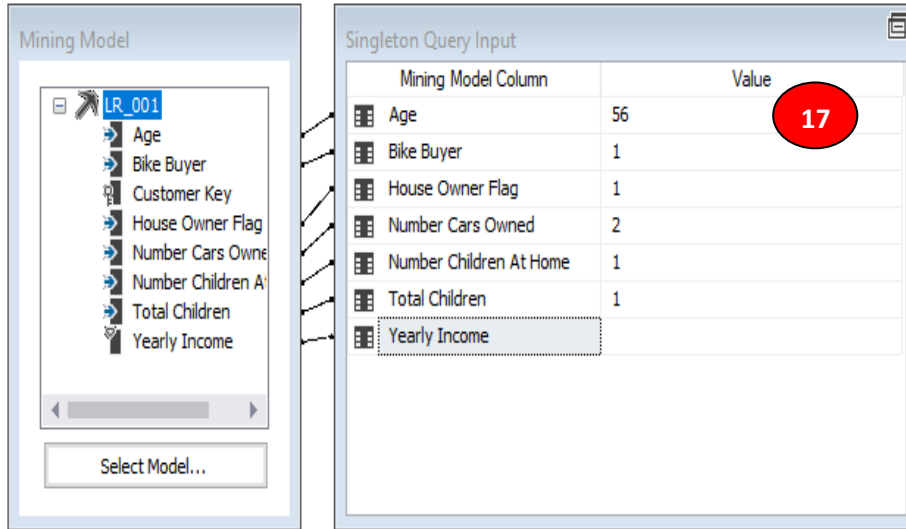 Mining Model
LR_001
Age
Bike Buyer
Customer Key
House Owner Flag
Number Cars Owne
Number Children A
Total Children
Yearly Income
Select Model...
Singleton Query Input
Mining Model Column Value
Age 56 17
Bike Buyer 1
House Owner Flag 1
Number Cars Owned 2
Number Children At Home 1
Total Children 1
Yearly Income